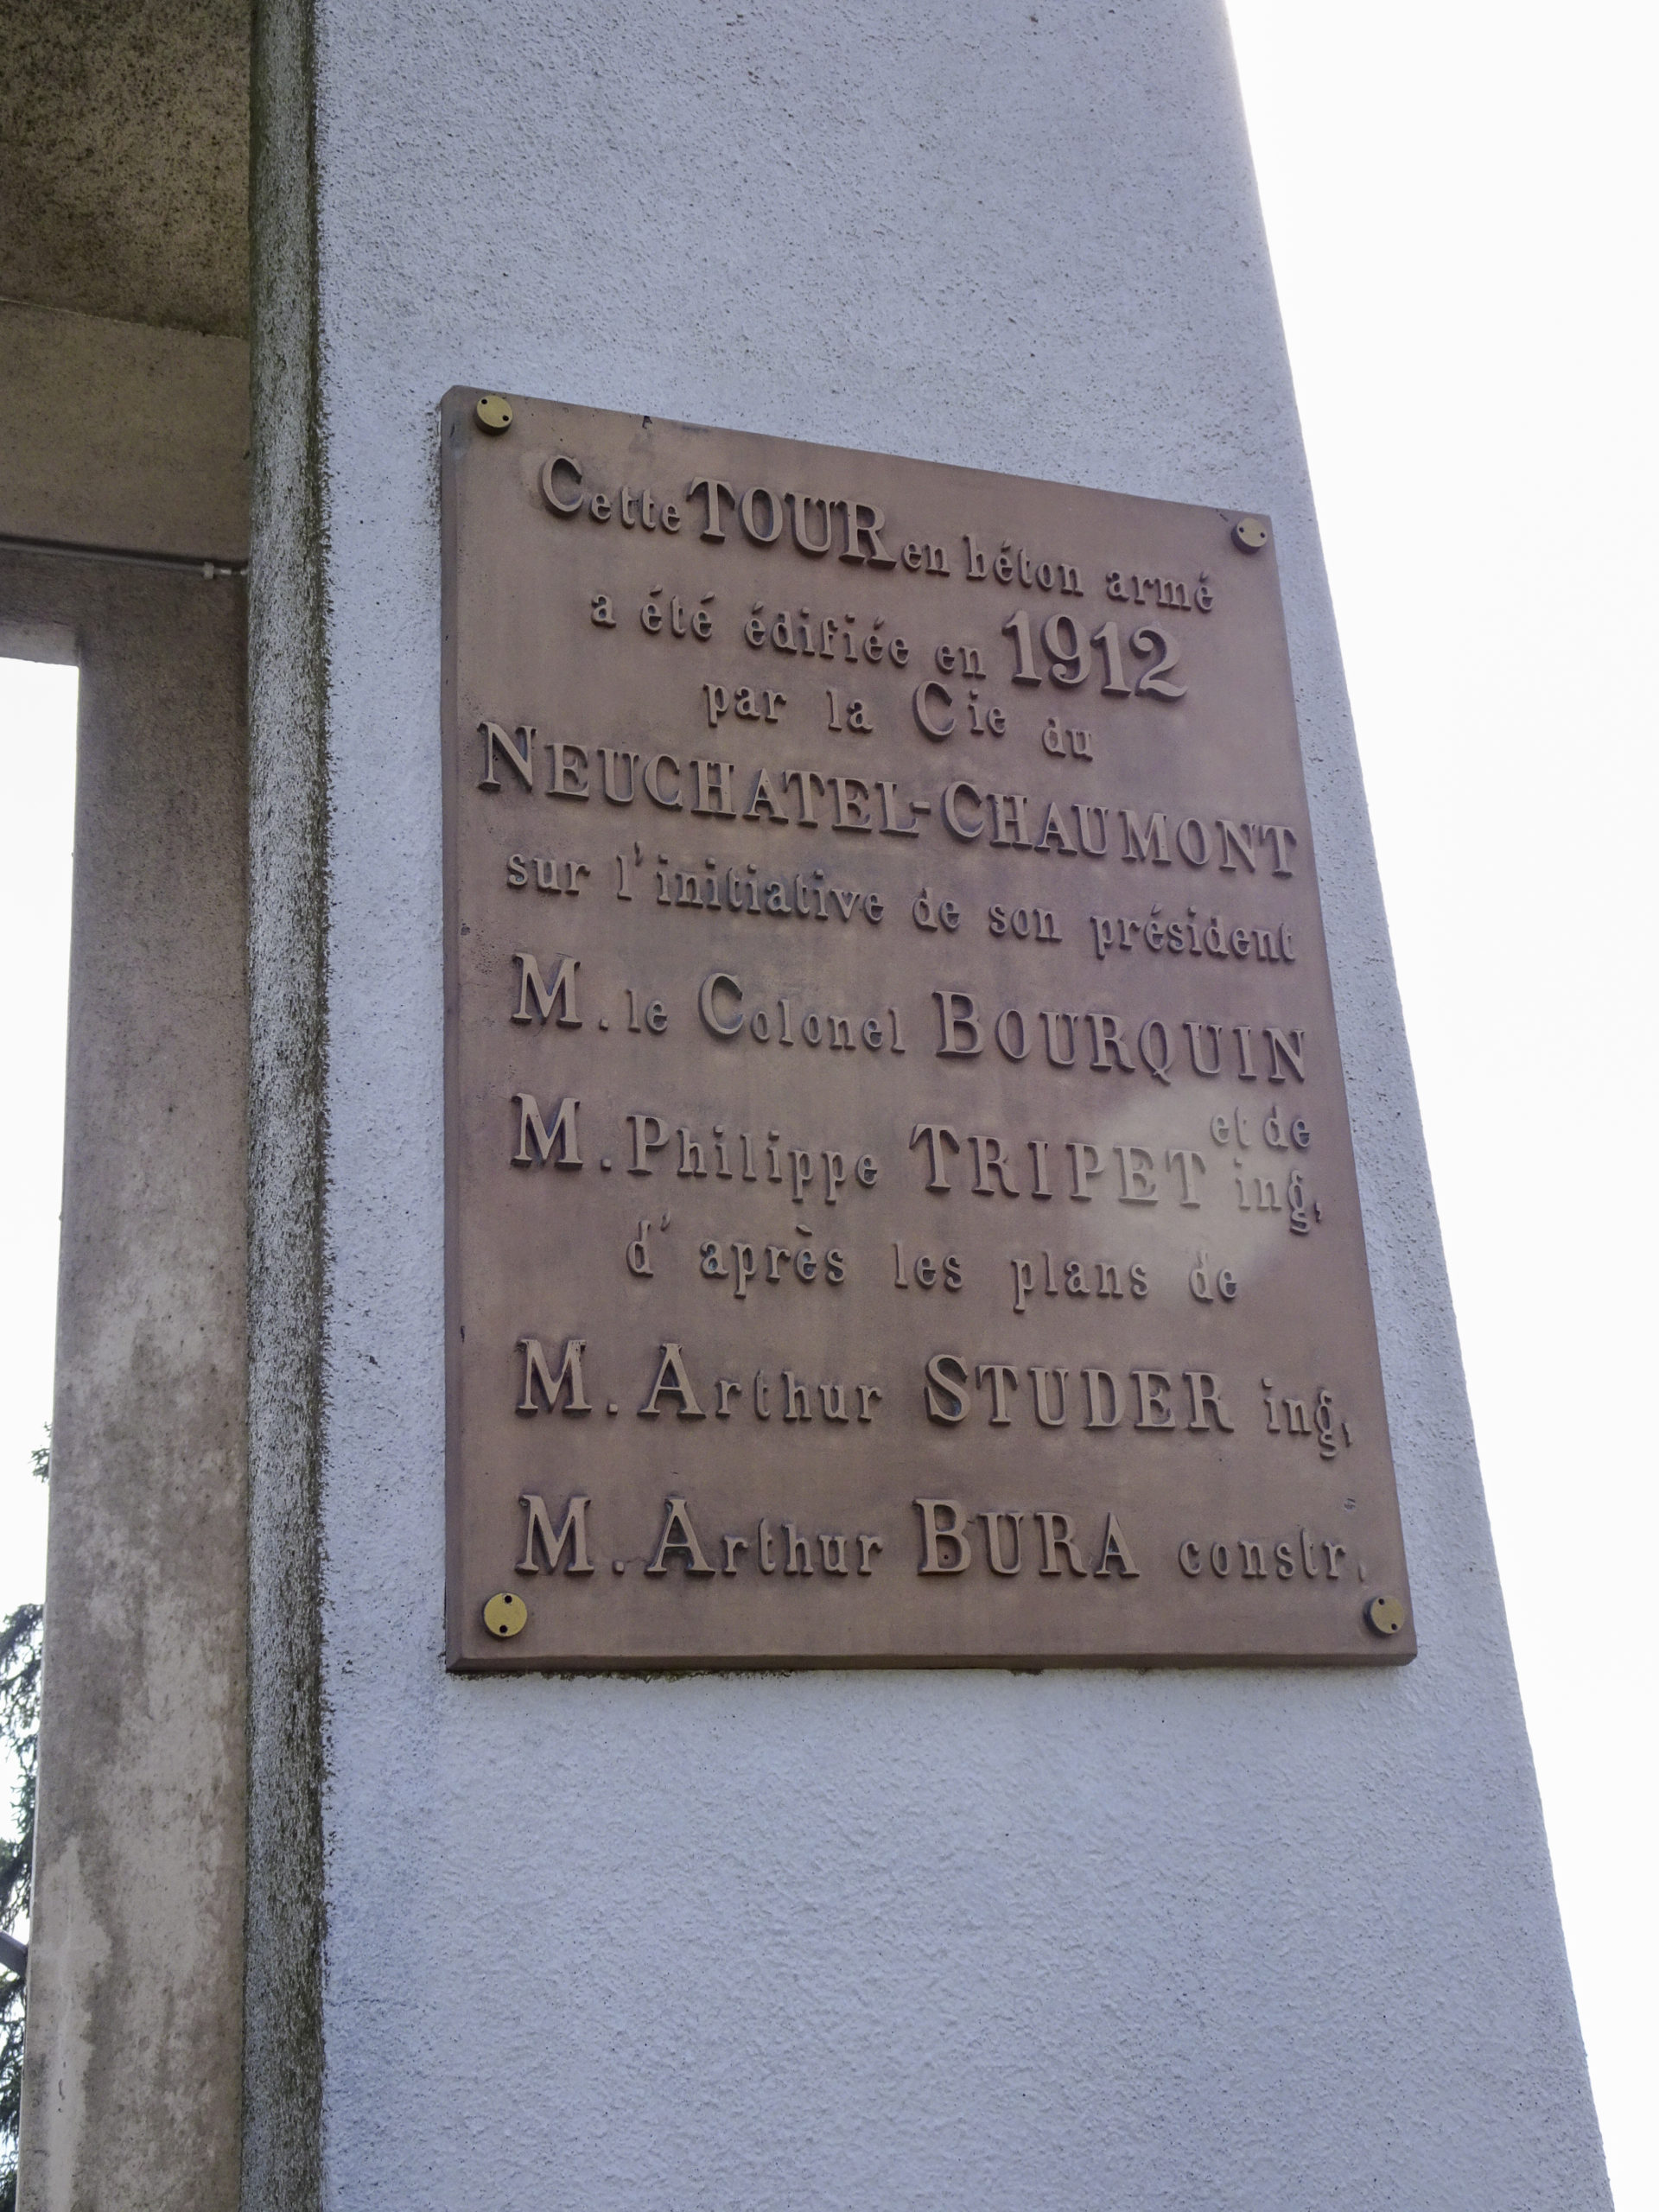 Cette TOUR en béton armé
a été édifiée en 1912
par la Cie du
NEUCHATEL-CHAUMONT
sur l'initiative de son président
M. le Colonel BOURQUIN
et de
M. Philippe TRIPET ing,
d'après les plans de
M. Arthur STUDER ing,
M. Arthur BURA constr.